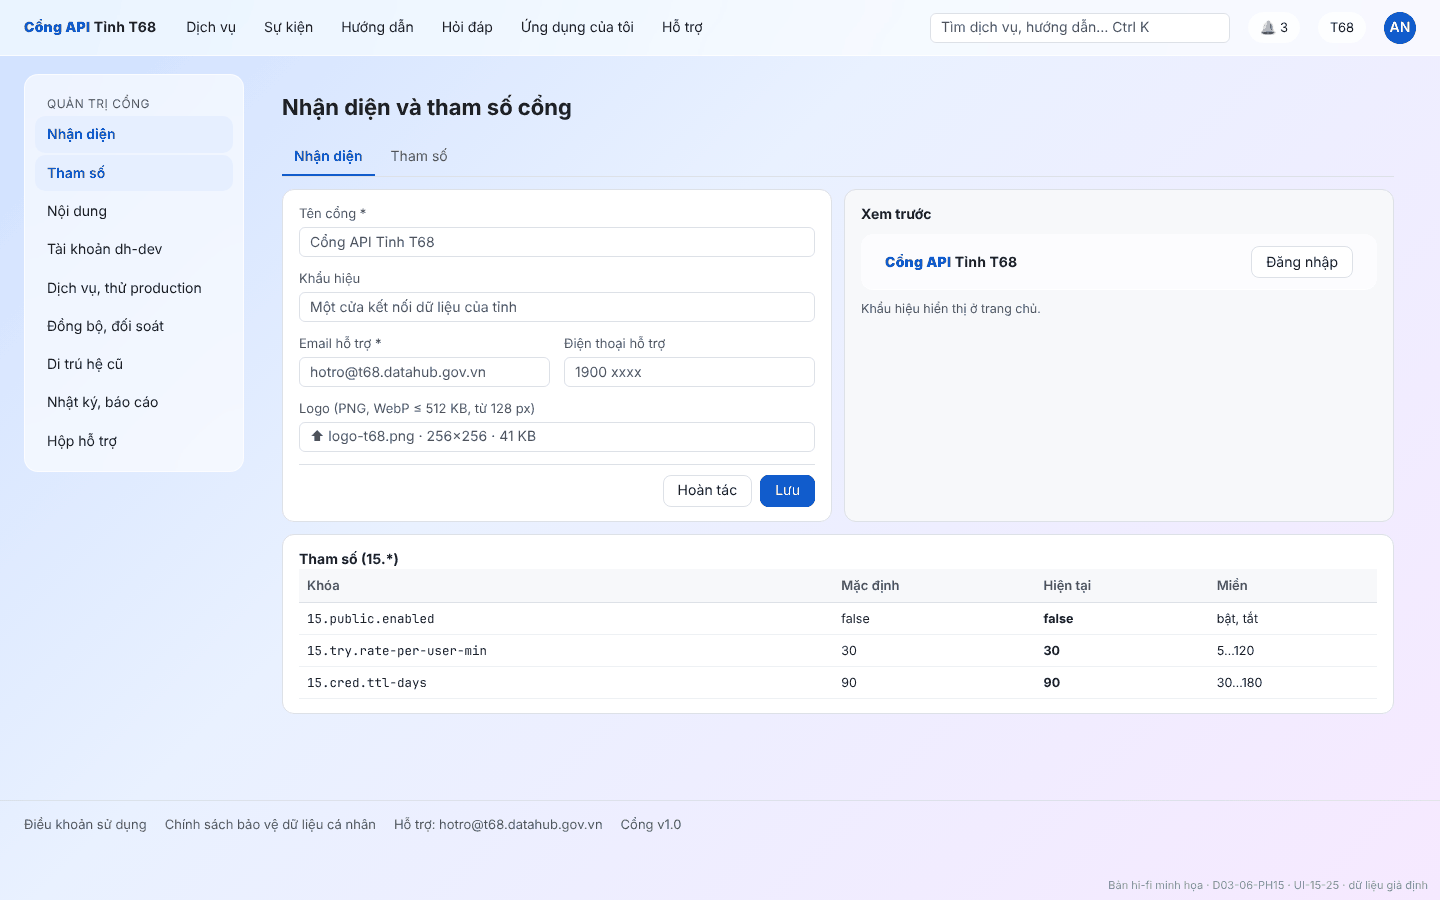 Cổng API Tỉnh T68
Dịch vụ
Sự kiện
Hướng dẫn
Hỏi đáp
Ứng dụng của tôi
Hỗ trợ
Tìm dịch vụ, hướng dẫn... Ctrl K
3
T68
AN
QUẢN TRỊ CỔNG
Nhận diện
Tham số
Nội dung
Tài khoản dh-dev
Dịch vụ, thử production
Đồng bộ, đối soát
Di trú hệ cũ
Nhật ký, báo cáo
Hộp hỗ trợ
Nhận diện và tham số cổng
Nhận diện
Tham số
Tên cổng *
Cổng API Tỉnh T68
Khẩu hiệu
Một cửa kết nối dữ liệu của tỉnh
Email hỗ trợ *
Điện thoại hỗ trợ
hotro@t68.datahub.gov.vn
1900 xxxx
Logo (PNG, WebP ≤ 512 KB, từ 128 px)
logo-t68.png · 256×256 · 41 KB
Hoàn tác
Lưu
Xem trước
Cổng API Tỉnh T68
Đăng nhập
Khẩu hiệu hiển thị ở trang chủ.
Tham số (15.*)
Khóa Mặc định Hiện tại Miền
15.public.enabled false false bật, tắt
15.try.rate-per-user-min 30 30 5...120
15.cred.ttl-days 90 90 30...180
Điều khoản sử dụng
Chính sách bảo vệ dữ liệu cá nhân
Hỗ trợ: hotro@t68.datahub.gov.vn
Cổng v1.0
Bản hi-fi minh họa · D03-06-PH15 · UI-15-25 · dữ liệu giả định